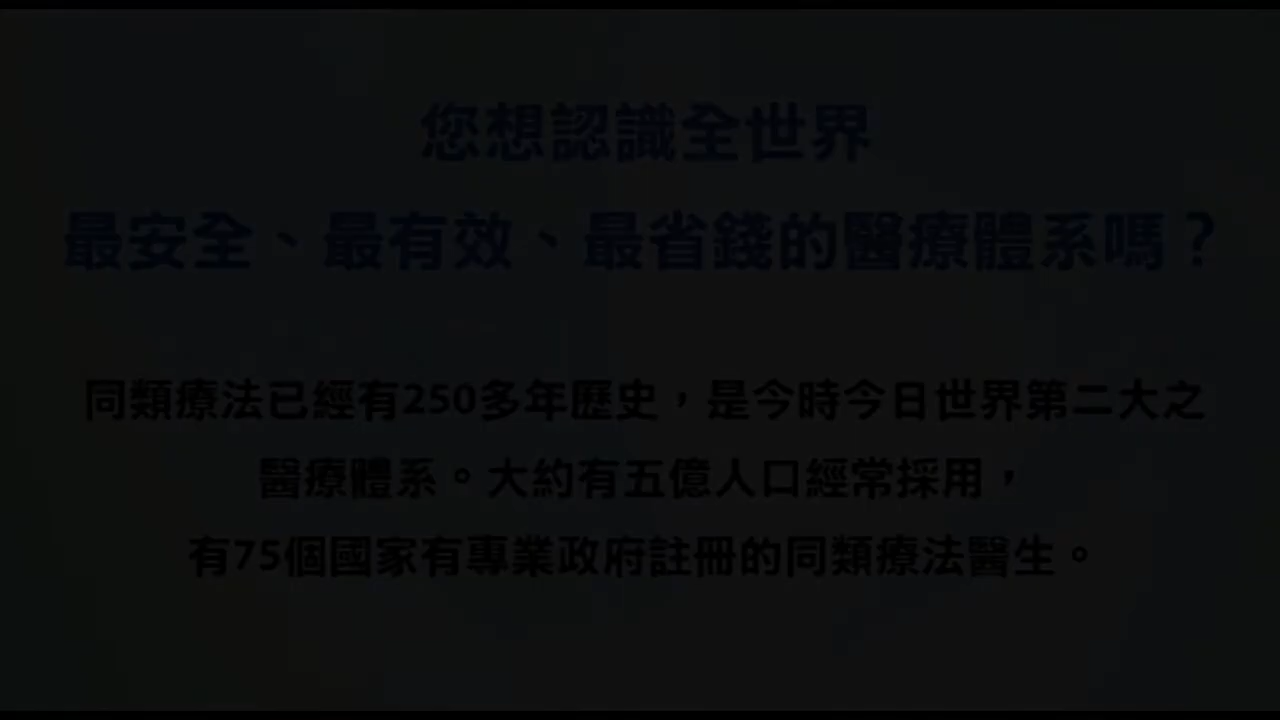 您想認識全世界
最安全、最有效、最省錢的醫療體系嗎？
同類療法已經有250多年歷史，是今時今日世界第二大之
醫療體系。大約有五億人口經常採用，
有75個國家有專業政府註冊的同類療法醫生。